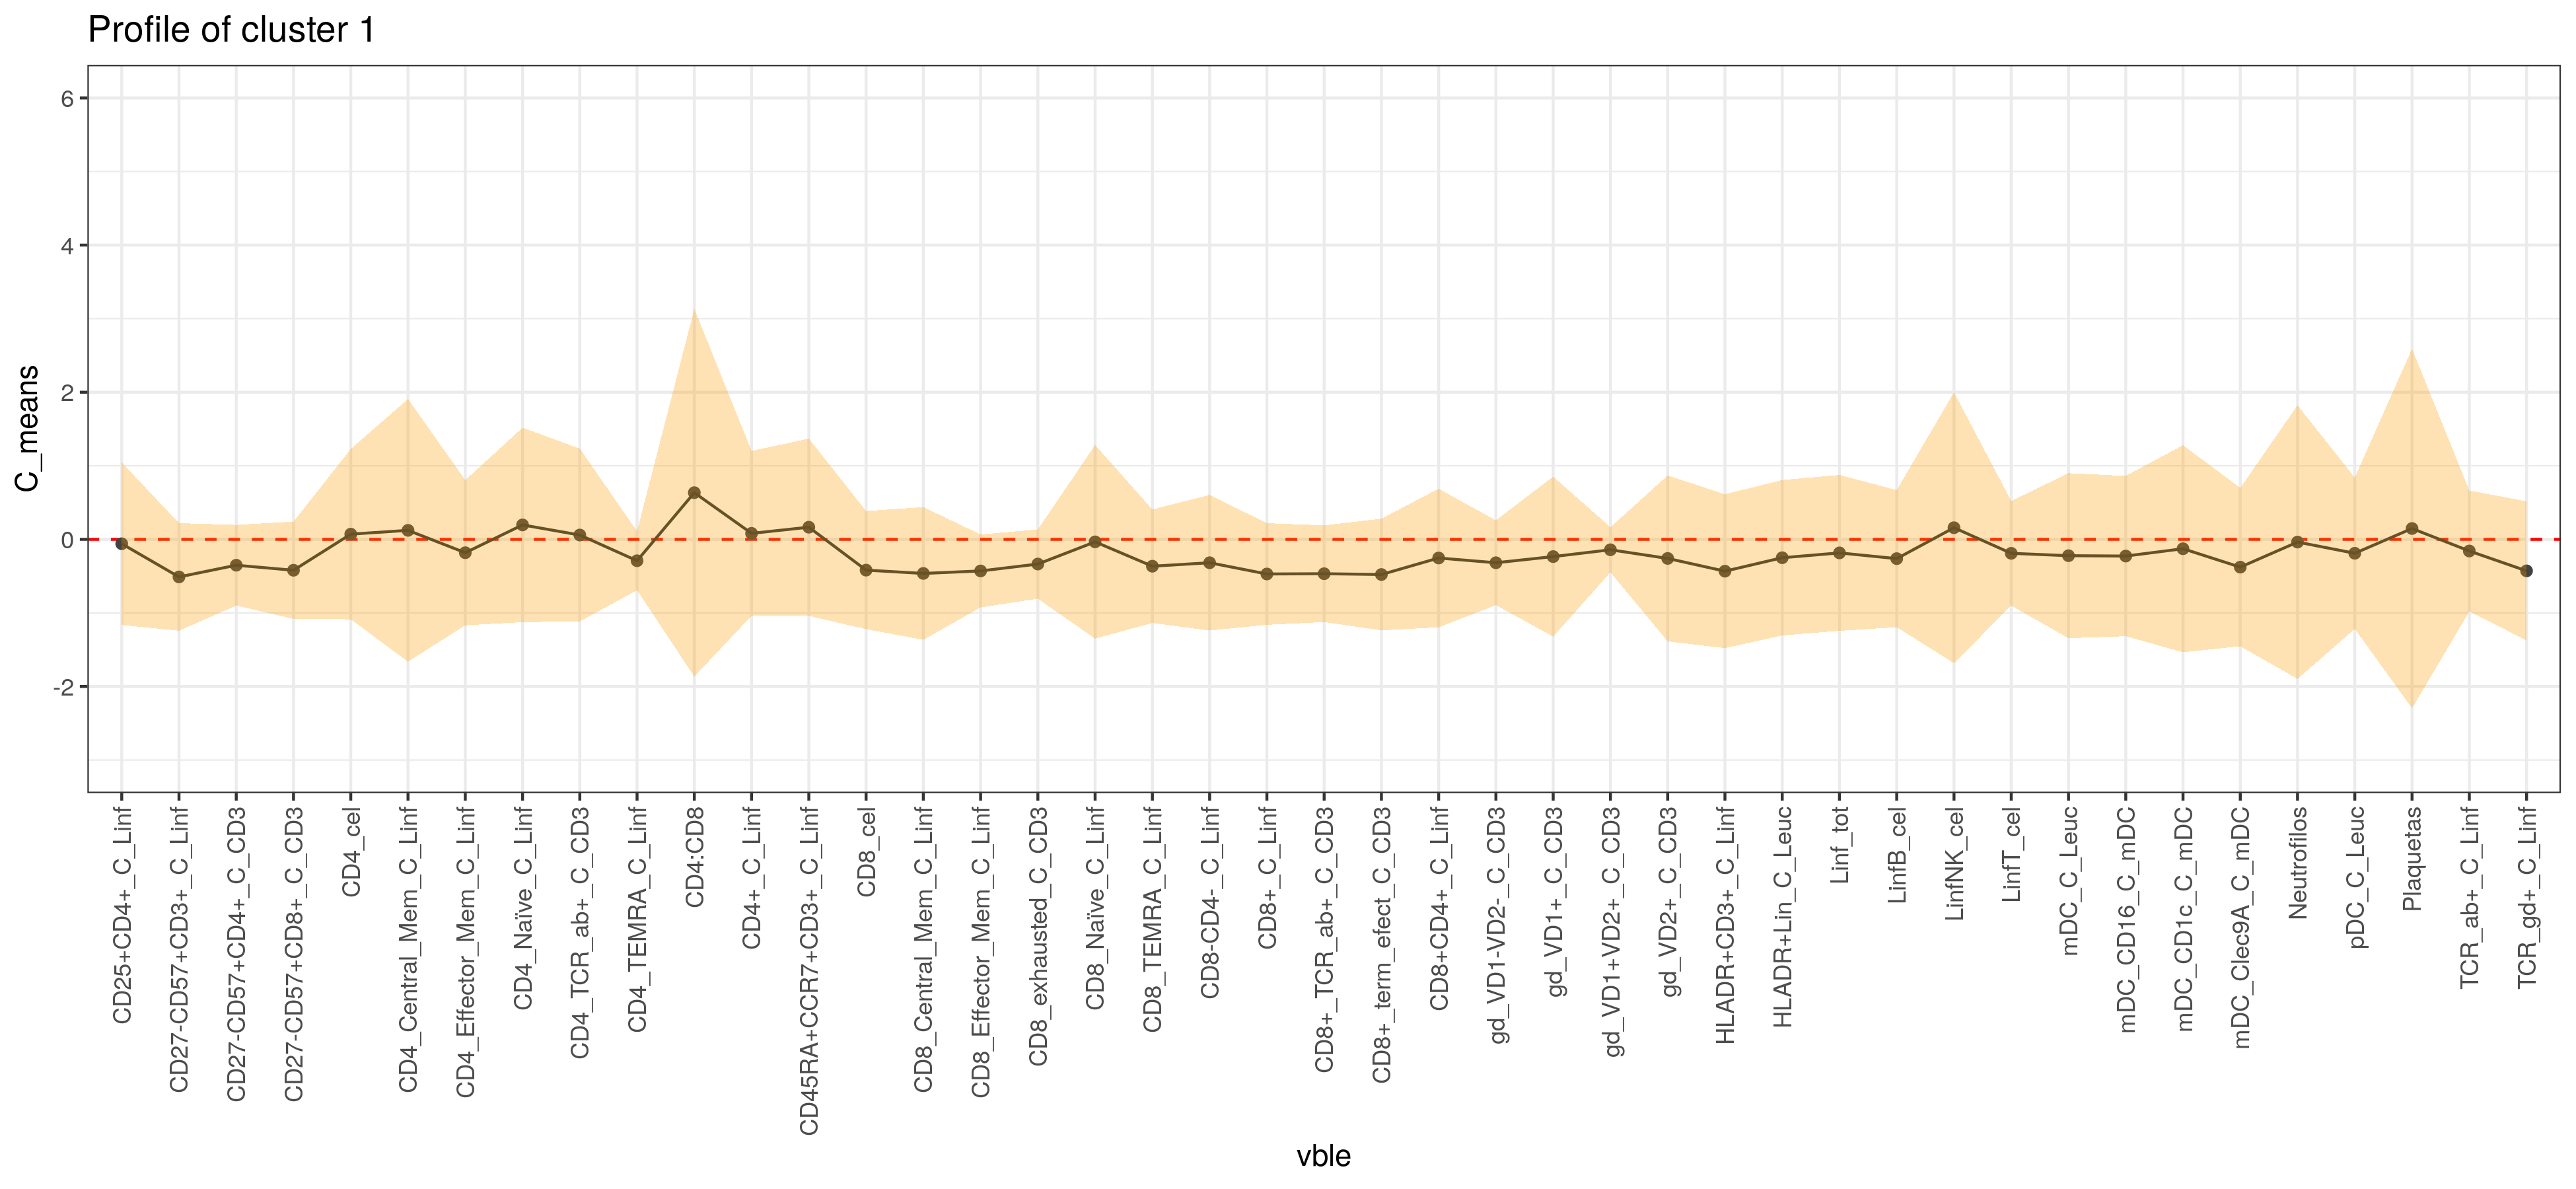 Profile of cluster 1
C_means
6
4
2
0
-2
CD25+CD4+_C_Linf
CD27-CD57+CD3+_C_Linf
CD27-CD57+CD4+_C_CD3
CD27-CD57+CD8+_C_CD3
CD4_cel
CD4_Central_Mem_C_Linf
CD4_Effector_Mem_C_Linf
CD4_Naïve_C_Linf
CD4_TCR_ab+_C_CD3
CD4_TEMRA_C_Linf
CD4:CD8
CD4+_C_Linf
CD45RA+CCR7+CD3+_C_Linf
CD8_cel
CD8_Central_Mem_C_Linf
CD8_Effector_Mem_C_Linf
CD8_exhausted_C_CD3
CD8_Naïve_C_Linf
CD8_TEMRA_C_Linf
CD8-CD4-_C_Linf
CD8+_C_Linf
CD8+_TCR_ab+_C_CD3
CD8+_term_efect_C_CD3
CD8+CD4+_C_Linf
gd_VD1-VD2-_C_CD3
gd_VD1+_C_CD3
gd_VD1+VD2+_C_CD3
gd_VD2+_C_CD3
HLADR+CD3+_C_Linf
HLADR+Lin_C_Leuc
Linf_tot
LinfB_cel
LinfNK_cel
LinfT_cel
mDC_C_Leuc
mDC_CD16_C_mDC
mDC_CD1c_C_mDC
mDC_Clec9A_C_mDC
Neutrofilos
pDC_C_Leuc
Plaquetas
TCR_ab+_C_Linf
TCR_gd+_C_Linf
vble